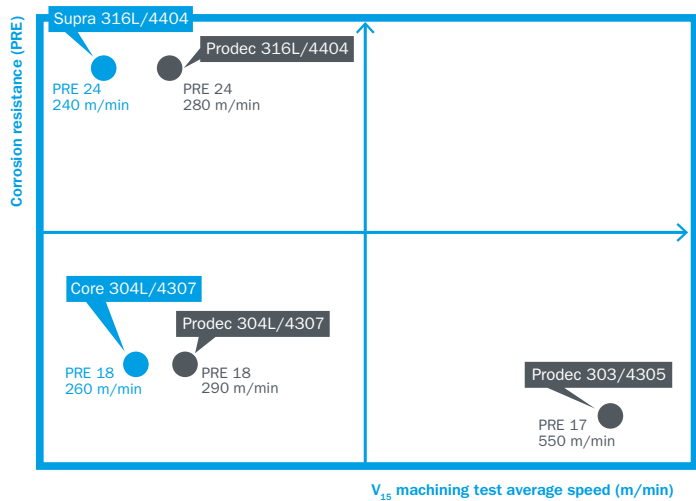 Corrosion resistance (PRE)
Supra 316L/4404
PRE 24
240 m/min
Prodec 316L/4404
PRE 24
280 m/min
Core 304L/4307
PRE 18
260 m/min
Prodec 304L/4307
PRE 18
290 m/min
Prodec 303/4305
PRE 17
550 m/min
V15 machining test average speed (m/min)